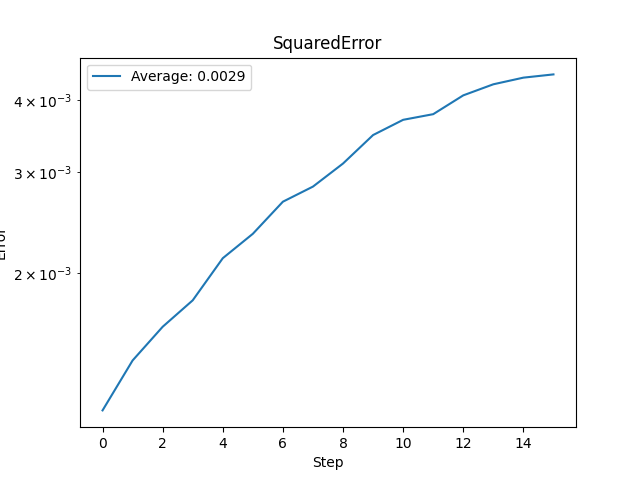 SquaredError
Average: 0.0029
4 × 10⁻³
3 × 10⁻³
2 × 10⁻³
Error
0 2 4 6 8 10 12 14
Step